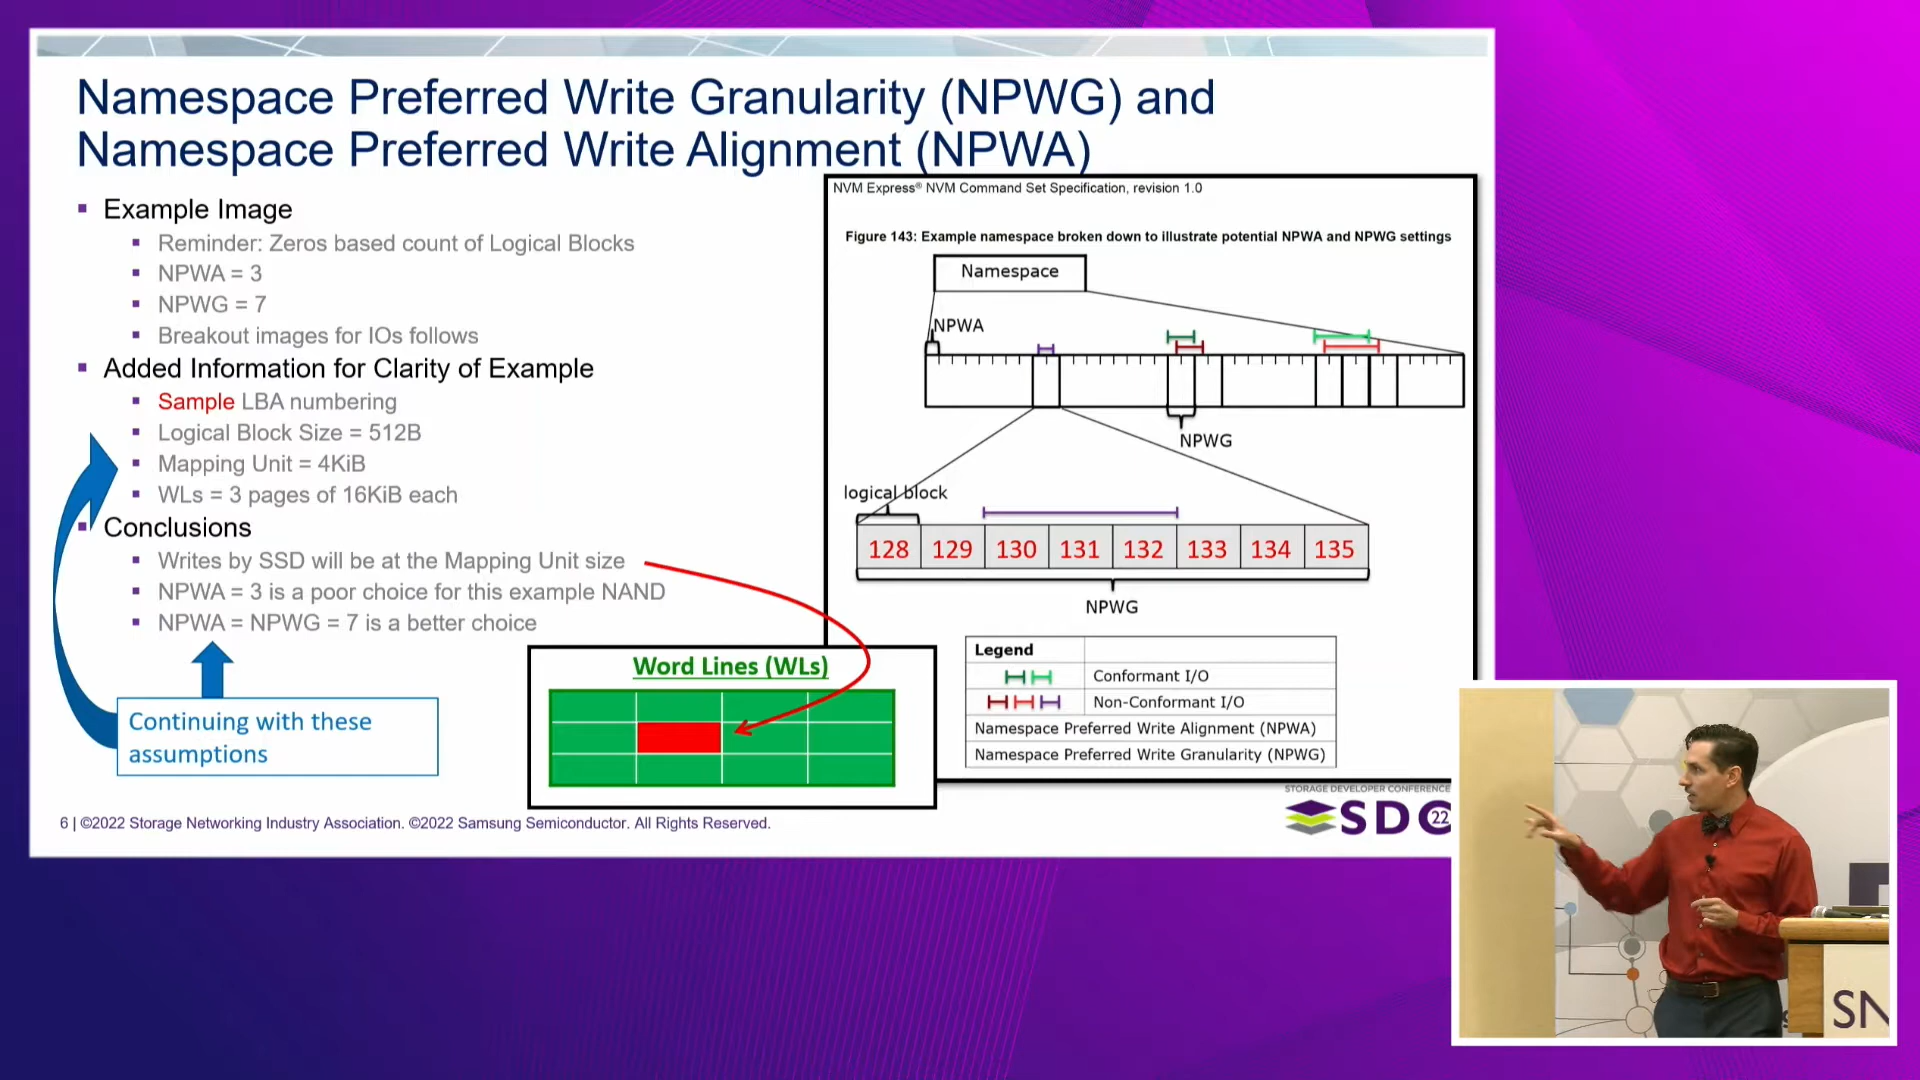 Namespace Preferred Write Granularity (NPWG) and
Namespace Preferred Write Alignment (NPWA)
▪ Example Image
▪ Reminder: Zeros based count of Logical Blocks
▪ NPWA = 3
▪ NPWG = 7
▪ Breakout images for IOs follows
▪ Added Information for Clarity of Example
▪ Sample LBA numbering
▪ Logical Block Size = 512B
▪ Mapping Unit = 4KiB
▪ WLs = 3 pages of 16KiB each
▪ Conclusions
▪ Writes by SSD will be at the Mapping Unit size
▪ NPWA = 3 is a poor choice for this example NAND
▪ NPWA = NPWG = 7 is a better choice
Continuing with these
assumptions
Word Lines (WLs)
NVM Express® NVM Command Set Specification, revision 1.0
Figure 143: Example namespace broken down to illustrate potential NPWA and NPWG settings
Namespace
NPWA
NPWG
logical block
128 129 130 131 132 133 134 135
NPWG
Legend
Conformant I/O
Non-Conformant I/O
Namespace Preferred Write Alignment (NPWA)
Namespace Preferred Write Granularity (NPWG)
6 | ©2022 Storage Networking Industry Association. ©2022 Samsung Semiconductor. All Rights Reserved.
STORAGE DEVELOPER CONFERENCE
SDC 22
SN